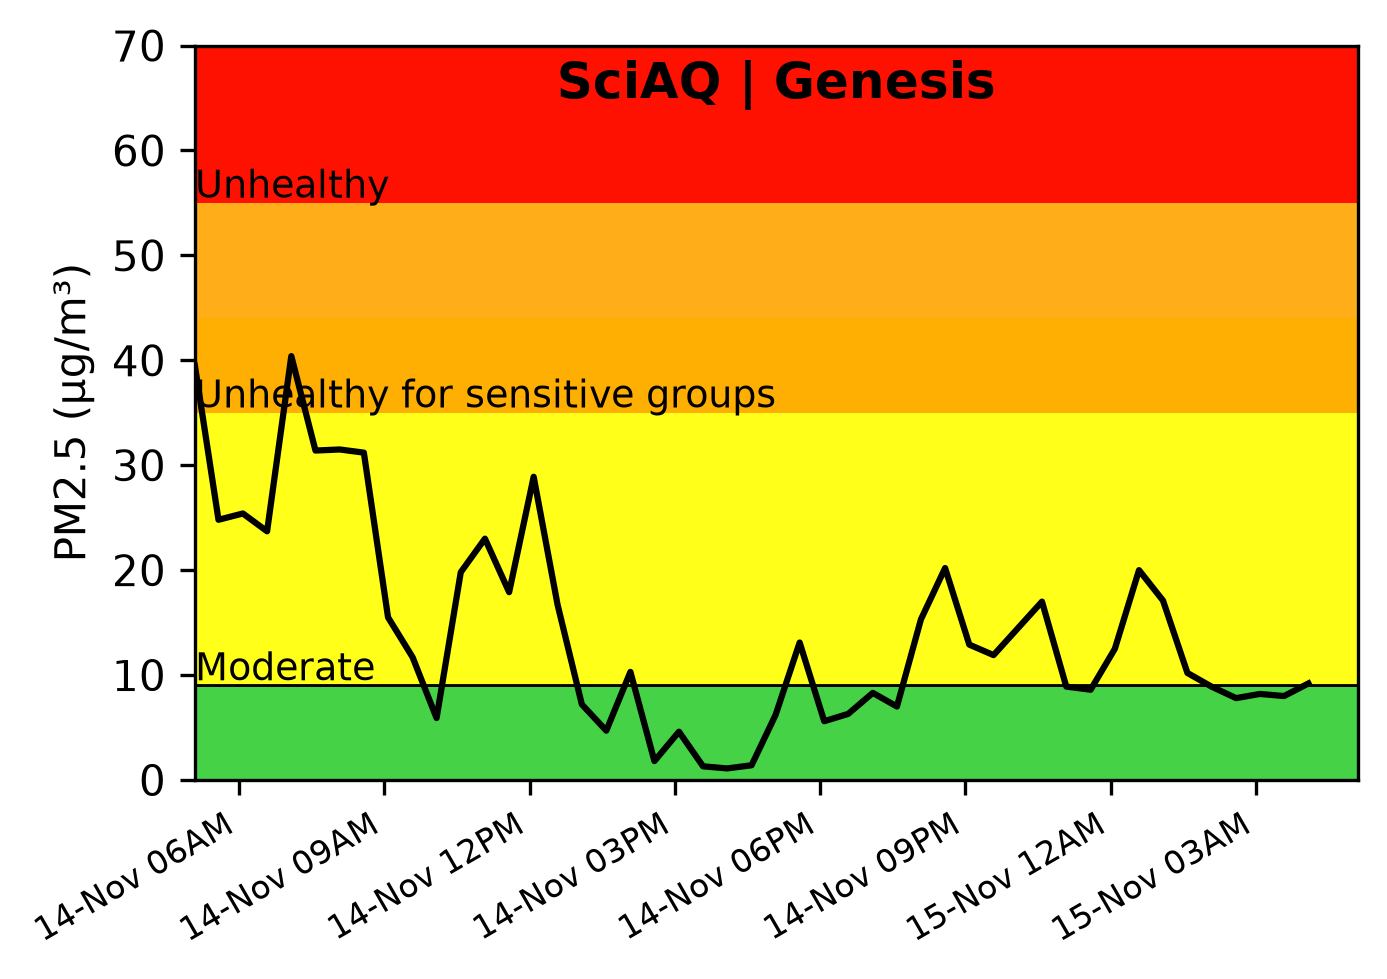 SciAQ | Genesis
70
60
50
40
30
20
10
0
PM2.5 (μg/m³)
Unhealthy
Unhealthy for sensitive groups
Moderate
14-Nov 06AM
14-Nov 09AM
14-Nov 12PM
14-Nov 03PM
14-Nov 06PM
14-Nov 09PM
15-Nov 12AM
15-Nov 03AM